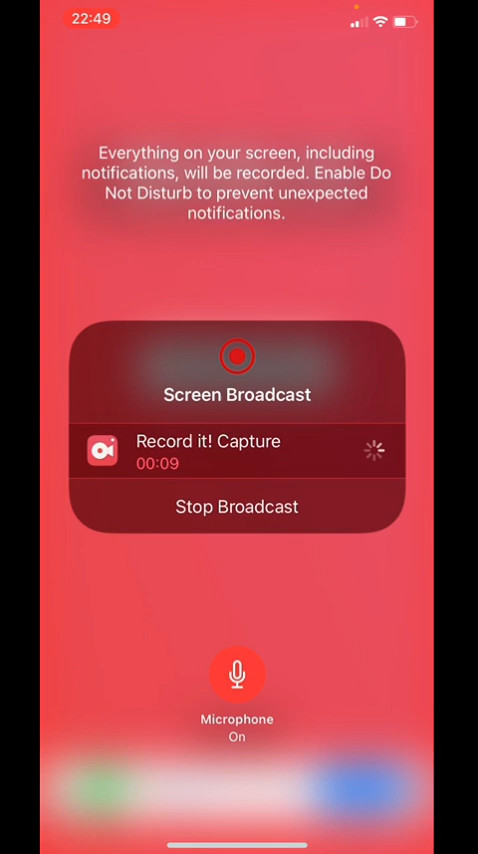 22:49
Everything on your screen, including
notifications, will be recorded. Enable Do
Not Disturb to prevent unexpected
notifications.
Screen Broadcast
Record it! Capture
00:09
Stop Broadcast
Microphone
On